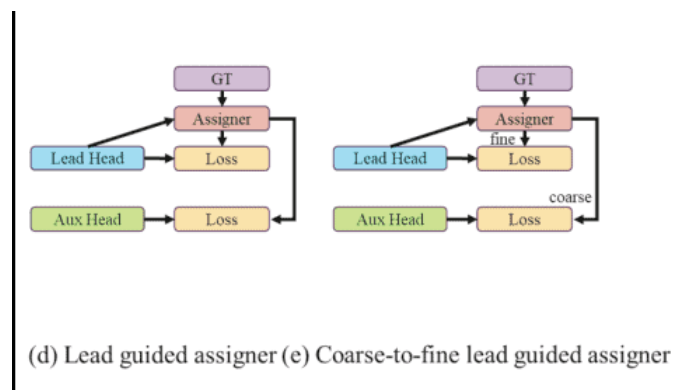 GT
Assigner
Lead Head
Loss
Aux Head
Loss
GT
Assigner
fine
Lead Head
Loss
coarse
Aux Head
Loss
(d) Lead guided assigner (e) Coarse-to-fine lead guided assigner